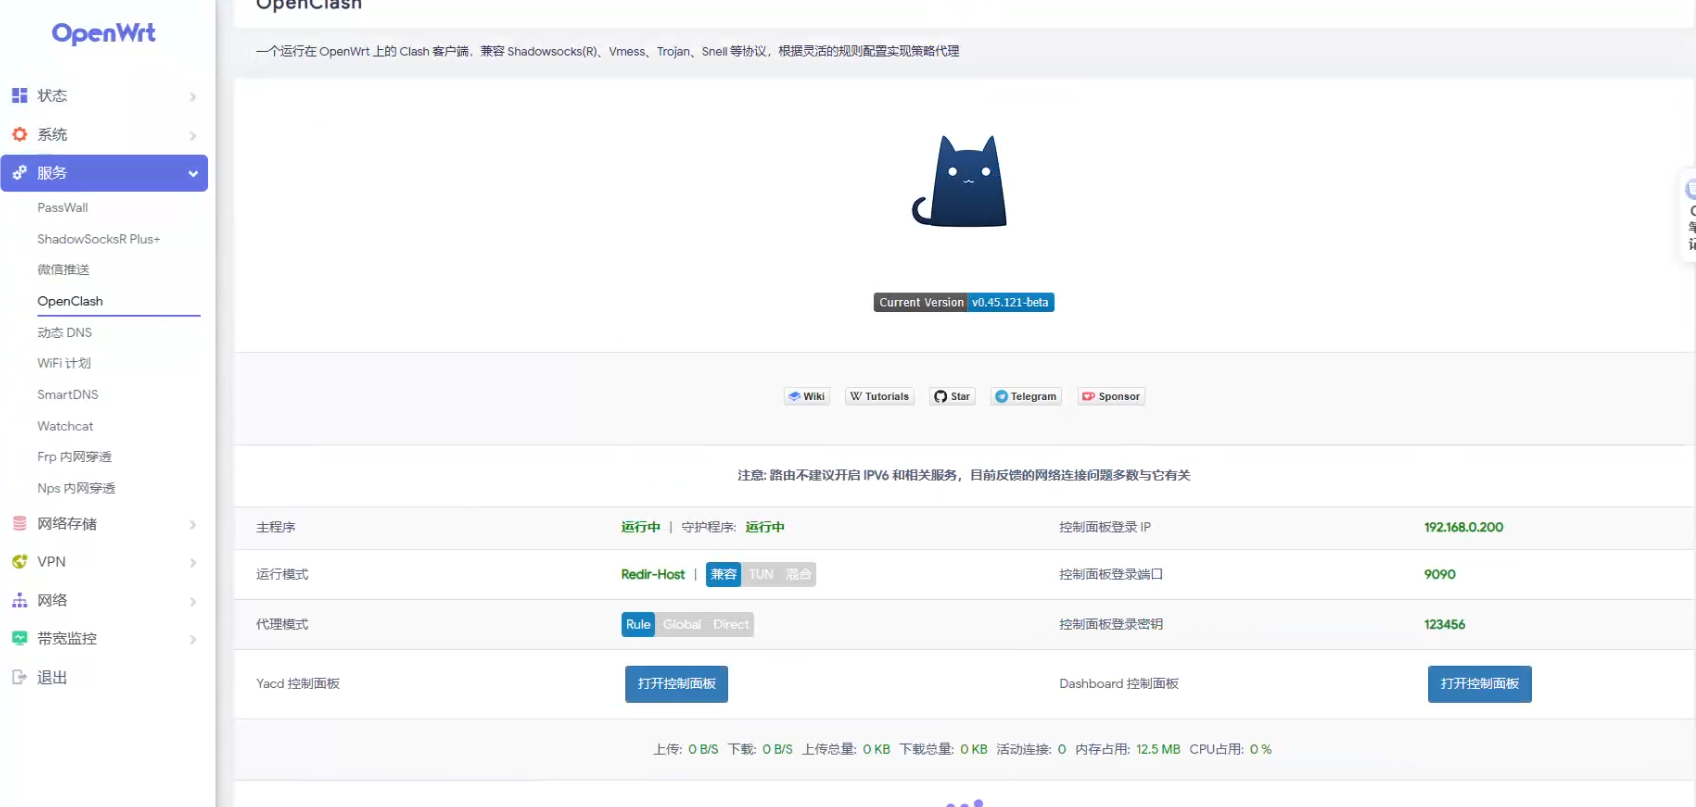 OpenClash
OpenWrt
一个运行在 OpenWrt 上的 Clash 客户端，兼容 Shadowsocks(R)、Vmess、Trojan、Snell 等协议，根据灵活的规则配置实现策略代理
状态
系统
服务
PassWall
ShadowSocksR Plus+
微信推送
OpenClash
动态 DNS
WiFi 计划
SmartDNS
Watchcat
Frp 内网穿透
Nps 内网穿透
网络存储
VPN
网络
带宽监控
退出
Current Version v0.45.121-beta
Wiki Tutorials Star Telegram Sponsor
注意: 路由不建议开启 IPV6 和相关服务，目前反馈的网络连接问题多数与它有关
主程序 运行中 | 守护程序: 运行中 控制面板登录 IP 192.168.0.200
运行模式 Redir-Host | 兼容 TUN 混合 控制面板登录端口 9090
代理模式 Rule Global Direct 控制面板登录密钥 123456
Yacd 控制面板 打开控制面板 Dashboard 控制面板 打开控制面板
上传: 0 B/S 下载: 0 B/S 上传总量: 0 KB 下载总量: 0 KB 活动连接: 0 内存占用: 12.5 MB CPU占用: 0 %